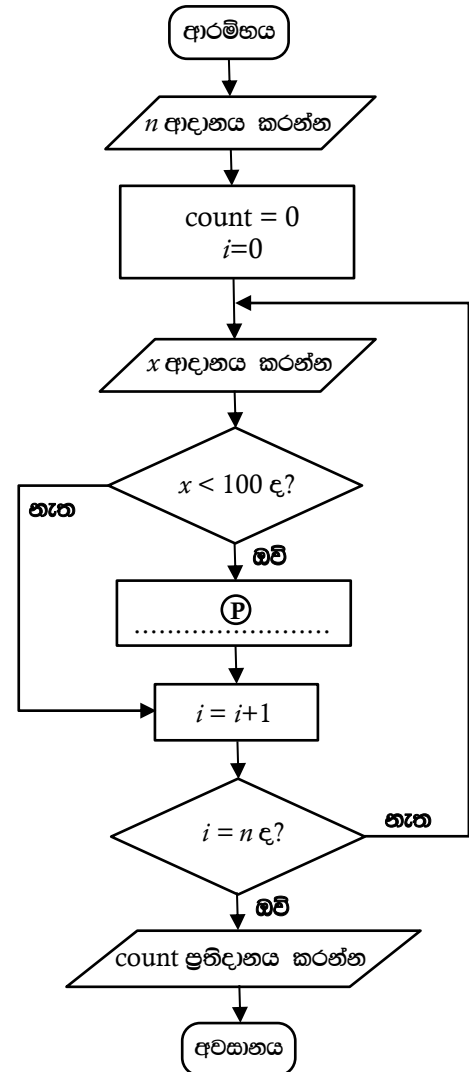 ආරම්භය
n ආදානය කරන්න
count = 0
i=0
x ආදානය කරන්න
x < 100 ද?
නැත
ඔව්
P
........................
i = i+1
i = n ද?
නැත
ඔව්
count ප්‍රතිදානය කරන්න
අවසානය